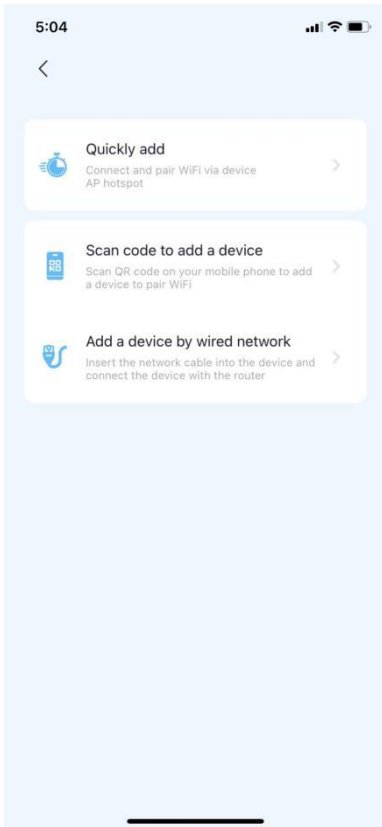 5:04
Quickly add
Connect and pair WiFi via device
AP hotspot
Scan code to add a device
Scan QR code on your mobile phone to add
a device to pair WiFi
Add a device by wired network
Insert the network cable into the device and
connect the device with the router